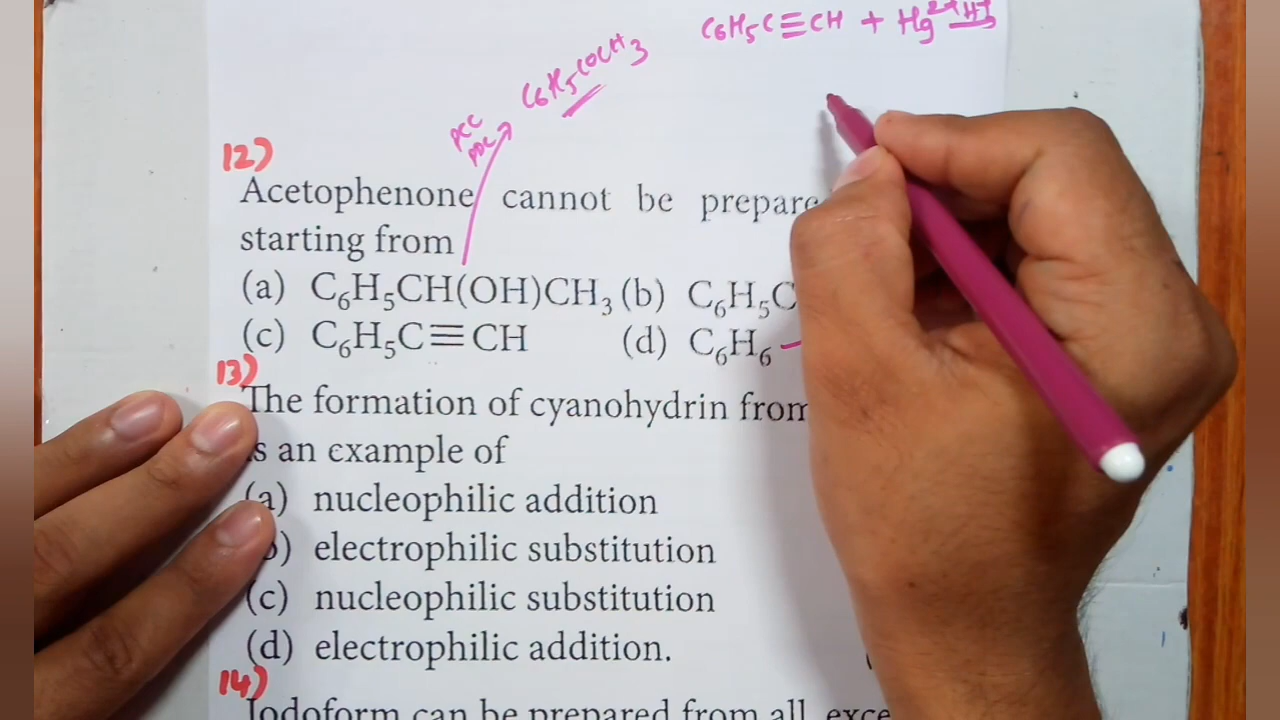 C6H5C≡CH + Hg2+ H+
C6H5COCH3
PCC
PDC
12)
Acetophenone cannot be
starting from
(a) C₆H₅CH(OH)CH₃ (b) C₆H₅C
(c) C₆H₅C≡CH (d) C₆H₆
13)
The formation of cyanohydrin from
is an example of
(a) nucleophilic addition
(b) electrophilic substitution
(c) nucleophilic substitution
(d) electrophilic addition.
14)
Iodoform can be prepared from all